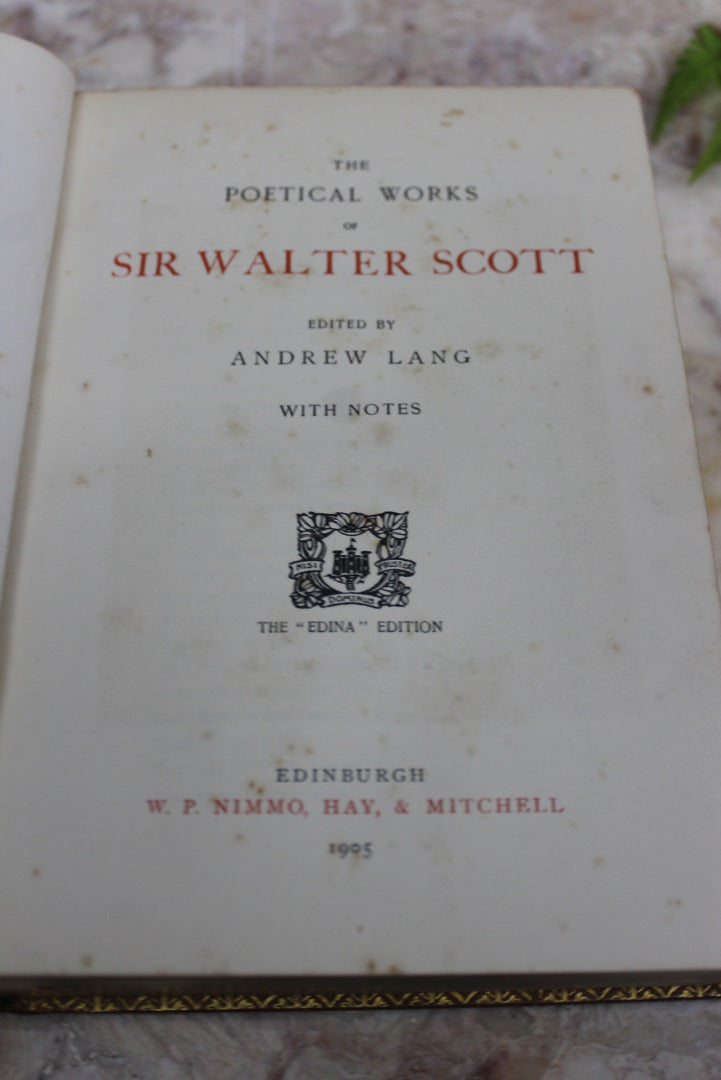 THE
POETICAL WORKS
OF
SIR WALTER SCOTT
EDITED BY
ANDREW LANG
WITH NOTES
NISI
FRUSTRA
DOMINUS
THE "EDINA" EDITION
EDINBURGH
W. P. NIMMO, HAY, & MITCHELL
1905